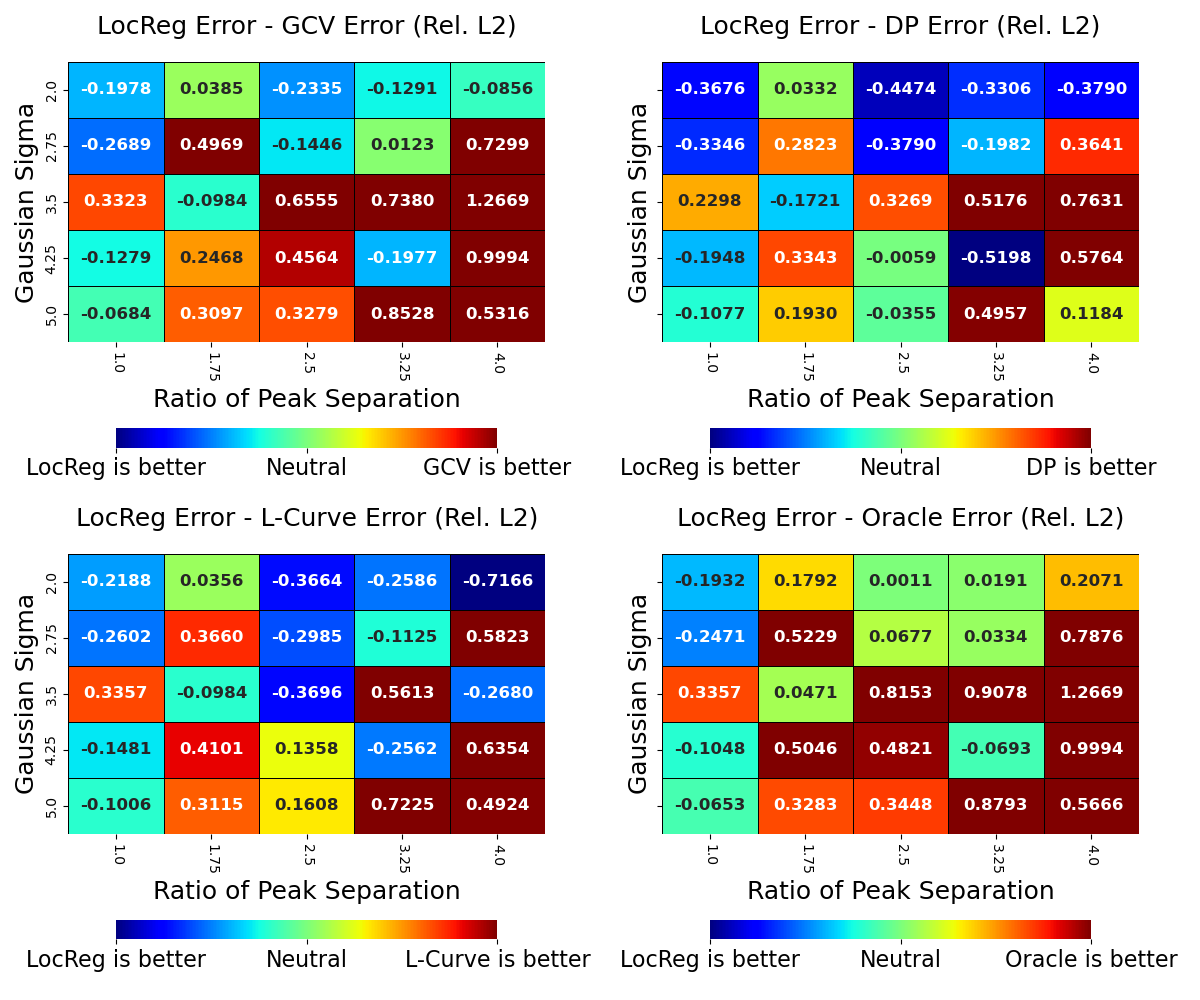 LocReg Error - GCV Error (Rel. L2)
Gaussian Sigma
2.0 -0.1978 0.0385 -0.2335 -0.1291 -0.0856
2.75 -0.2689 0.4969 -0.1446 0.0123 0.7299
3.5 0.3323 -0.0984 0.6555 0.7380 1.2669
4.25 -0.1279 0.2468 0.4564 -0.1977 0.9994
5.0 -0.0684 0.3097 0.3279 0.8528 0.5316
1.0 1.75 2.5 3.25 4.0
Ratio of Peak Separation
LocReg is better Neutral GCV is better
LocReg Error - DP Error (Rel. L2)
Gaussian Sigma
-0.3676 0.0332 -0.4474 -0.3306 -0.3790
-0.3346 0.2823 -0.3790 -0.1982 0.3641
0.2298 -0.1721 0.3269 0.5176 0.7631
-0.1948 0.3343 -0.0059 -0.5198 0.5764
-0.1077 0.1930 -0.0355 0.4957 0.1184
1.0 1.75 2.5 3.25 4.0
Ratio of Peak Separation
LocReg is better Neutral DP is better
LocReg Error - L-Curve Error (Rel. L2)
Gaussian Sigma
2.0 -0.2188 0.0356 -0.3664 -0.2586 -0.7166
2.75 -0.2602 0.3660 -0.2985 -0.1125 0.5823
3.5 0.3357 -0.0984 -0.3696 0.5613 -0.2680
4.25 -0.1481 0.4101 0.1358 -0.2562 0.6354
5.0 -0.1006 0.3115 0.1608 0.7225 0.4924
1.0 1.75 2.5 3.25 4.0
Ratio of Peak Separation
LocReg is better Neutral L-Curve is better
LocReg Error - Oracle Error (Rel. L2)
Gaussian Sigma
-0.1932 0.1792 0.0011 0.0191 0.2071
-0.2471 0.5229 0.0677 0.0334 0.7876
0.3357 0.0471 0.8153 0.9078 1.2669
-0.1048 0.5046 0.4821 -0.0693 0.9994
-0.0653 0.3283 0.3448 0.8793 0.5666
1.0 1.75 2.5 3.25 4.0
Ratio of Peak Separation
LocReg is better Neutral Oracle is better